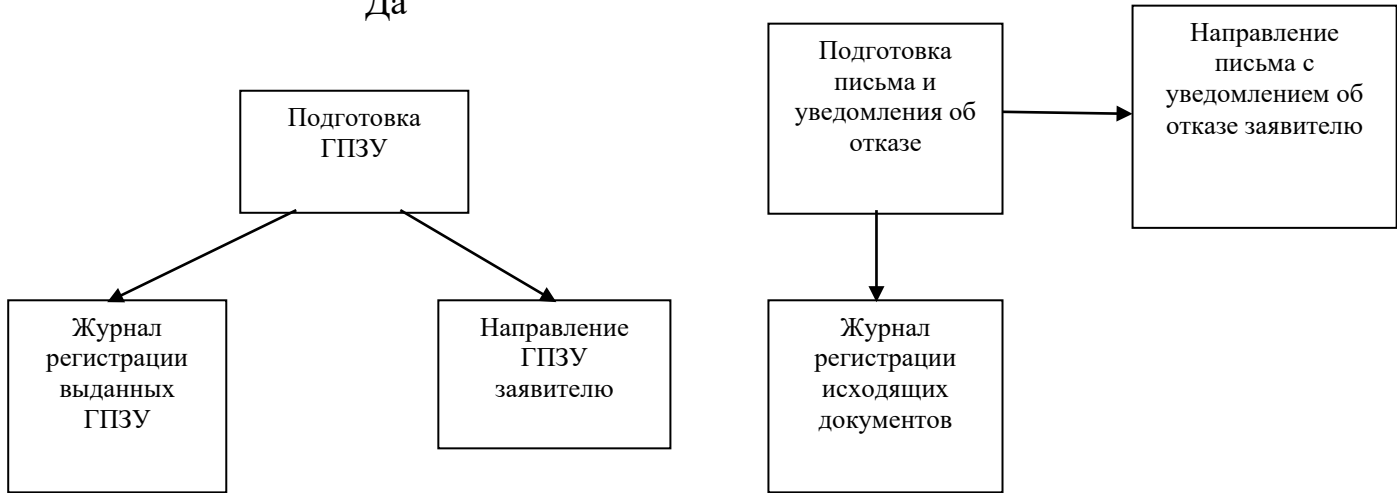 Да
Подготовка
ГПЗУ
Журнал
регистрации
выданных
ГПЗУ
Направление
ГПЗУ
заявителю
Подготовка
письма и
уведомления об
отказе
Направление
письма с
уведомлением об
отказе заявителю
Журнал
регистрации
исходящих
документов